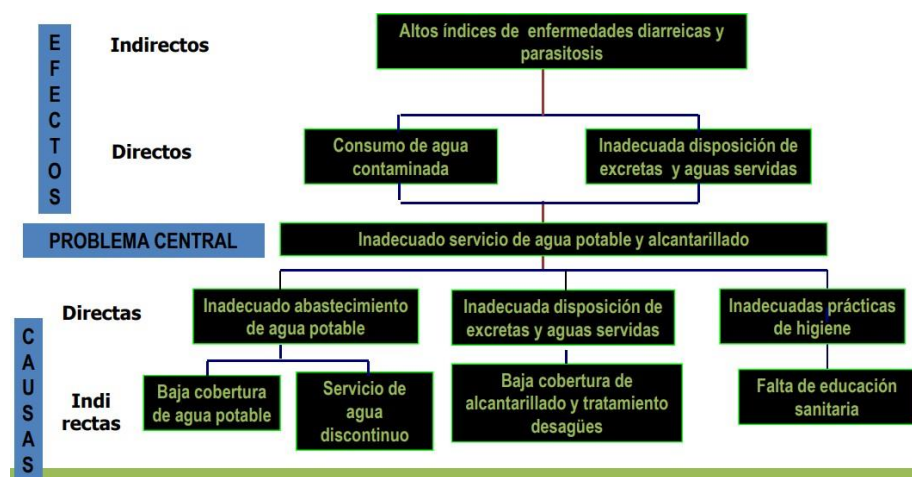 EFECTOS
Indirectos
Altos índices de enfermedades diarreicas y
parasitosis
Directos
Consumo de agua
contaminada
Inadecuada disposición de
excretas y aguas servidas
PROBLEMA CENTRAL
Inadecuado servicio de agua potable y alcantarillado
CAUSAS
Directas
Inadecuado abastecimiento
de agua potable
Inadecuada disposición de
excretas y aguas servidas
Inadecuadas prácticas
de higiene
Indi
rectas
Baja cobertura
de agua potable
Servicio de
agua
discontinuo
Baja cobertura de
alcantarillado y tratamiento
desagües
Falta de educación
sanitaria